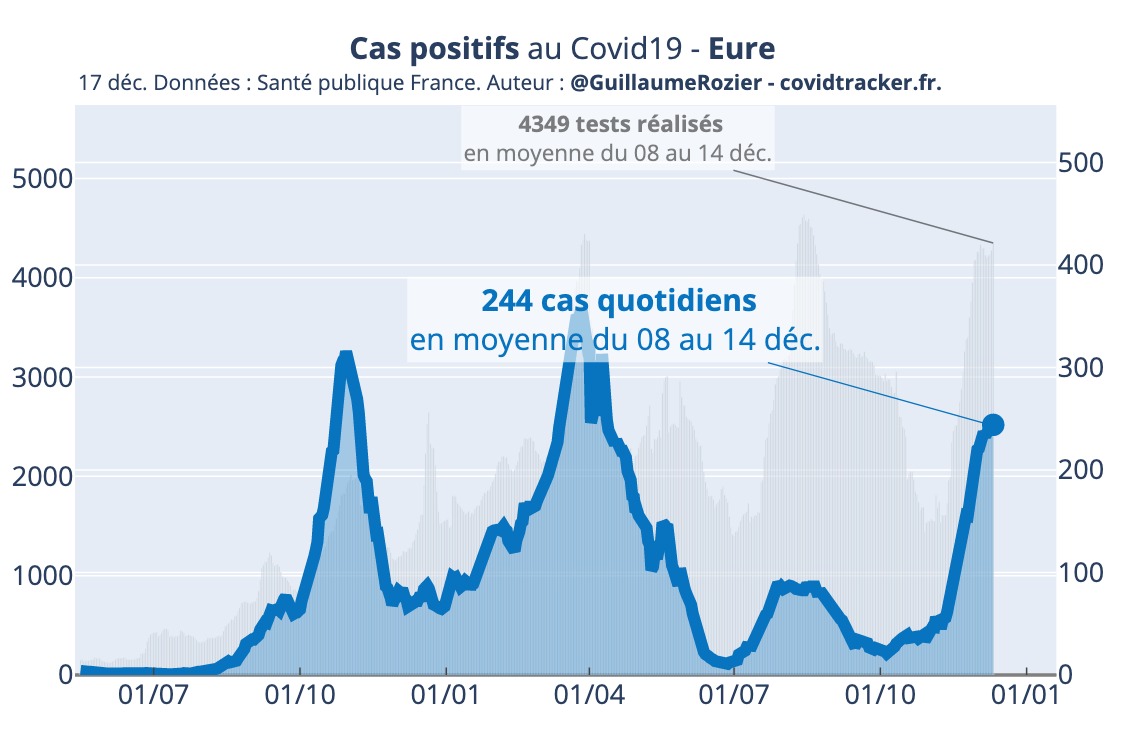 Cas positifs au Covid19 - Eure
17 déc. Données : Santé publique France. Auteur : @GuillaumeRozier - covidtracker.fr.
4349 tests réalisés
en moyenne du 08 au 14 déc.
244 cas quotidiens
en moyenne du 08 au 14 déc.
5000
4000
3000
2000
1000
0
500
400
300
200
100
0
01/07 01/10 01/01 01/04 01/07 01/10 01/01